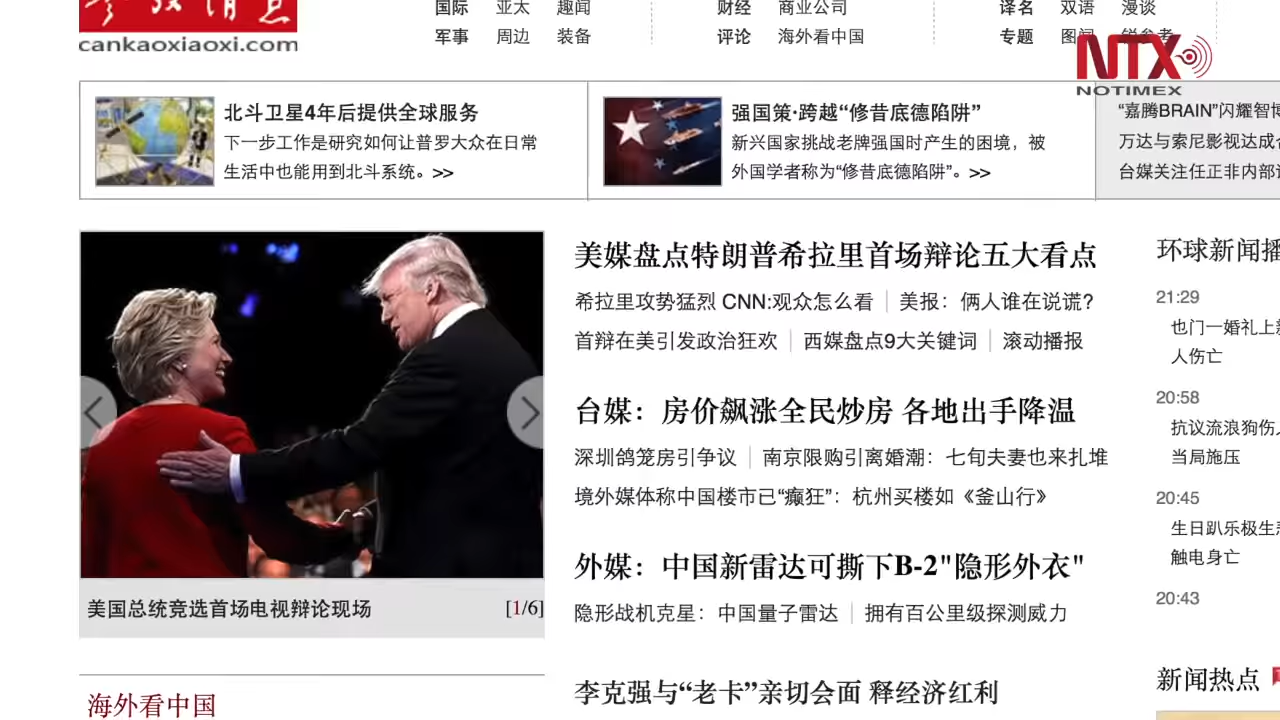 参考消息
cankaoxiaoxi.com
国际 亚太 趣闻
军事 周边 装备
财经 商业公司
评论 海外看中国
译名 双语 漫谈
专题
NTX
NOTIMEX
北斗卫星4年后提供全球服务
下一步工作是研究如何让普罗大众在日常
生活中也能用到北斗系统。>>
强国策·跨越“修昔底德陷阱”
新兴国家挑战老牌强国时产生的困境，被
外国学者称为“修昔底德陷阱”。>>
“嘉腾BRAIN”闪耀智
万达与索尼影视达成
台媒关注任正非内部
美媒盘点特朗普希拉里首场辩论五大看点
希拉里攻势猛烈 CNN:观众怎么看 | 美报：俩人谁在说谎?
首辩在美引发政治狂欢 | 西媒盘点9大关键词 | 滚动播报
台媒：房价飙涨全民炒房 各地出手降温
深圳鸽笼房引争议 | 南京限购引离婚潮：七旬夫妻也来扎堆
境外媒体称中国楼市已“癫狂”：杭州买楼如《釜山行》
外媒：中国新雷达可撕下B-2"隐形外衣"
隐形战机克星：中国量子雷达 | 拥有百公里级探测威力
李克强与“老卡”亲切会面 释经济红利
美国总统竞选首场电视辩论现场 [1/6]
海外看中国
环球新闻播
21:29
也门一婚礼上
人伤亡
20:58
抗议流浪狗伤
当局施压
20:45
生日趴乐极生
触电身亡
20:43
新闻热点